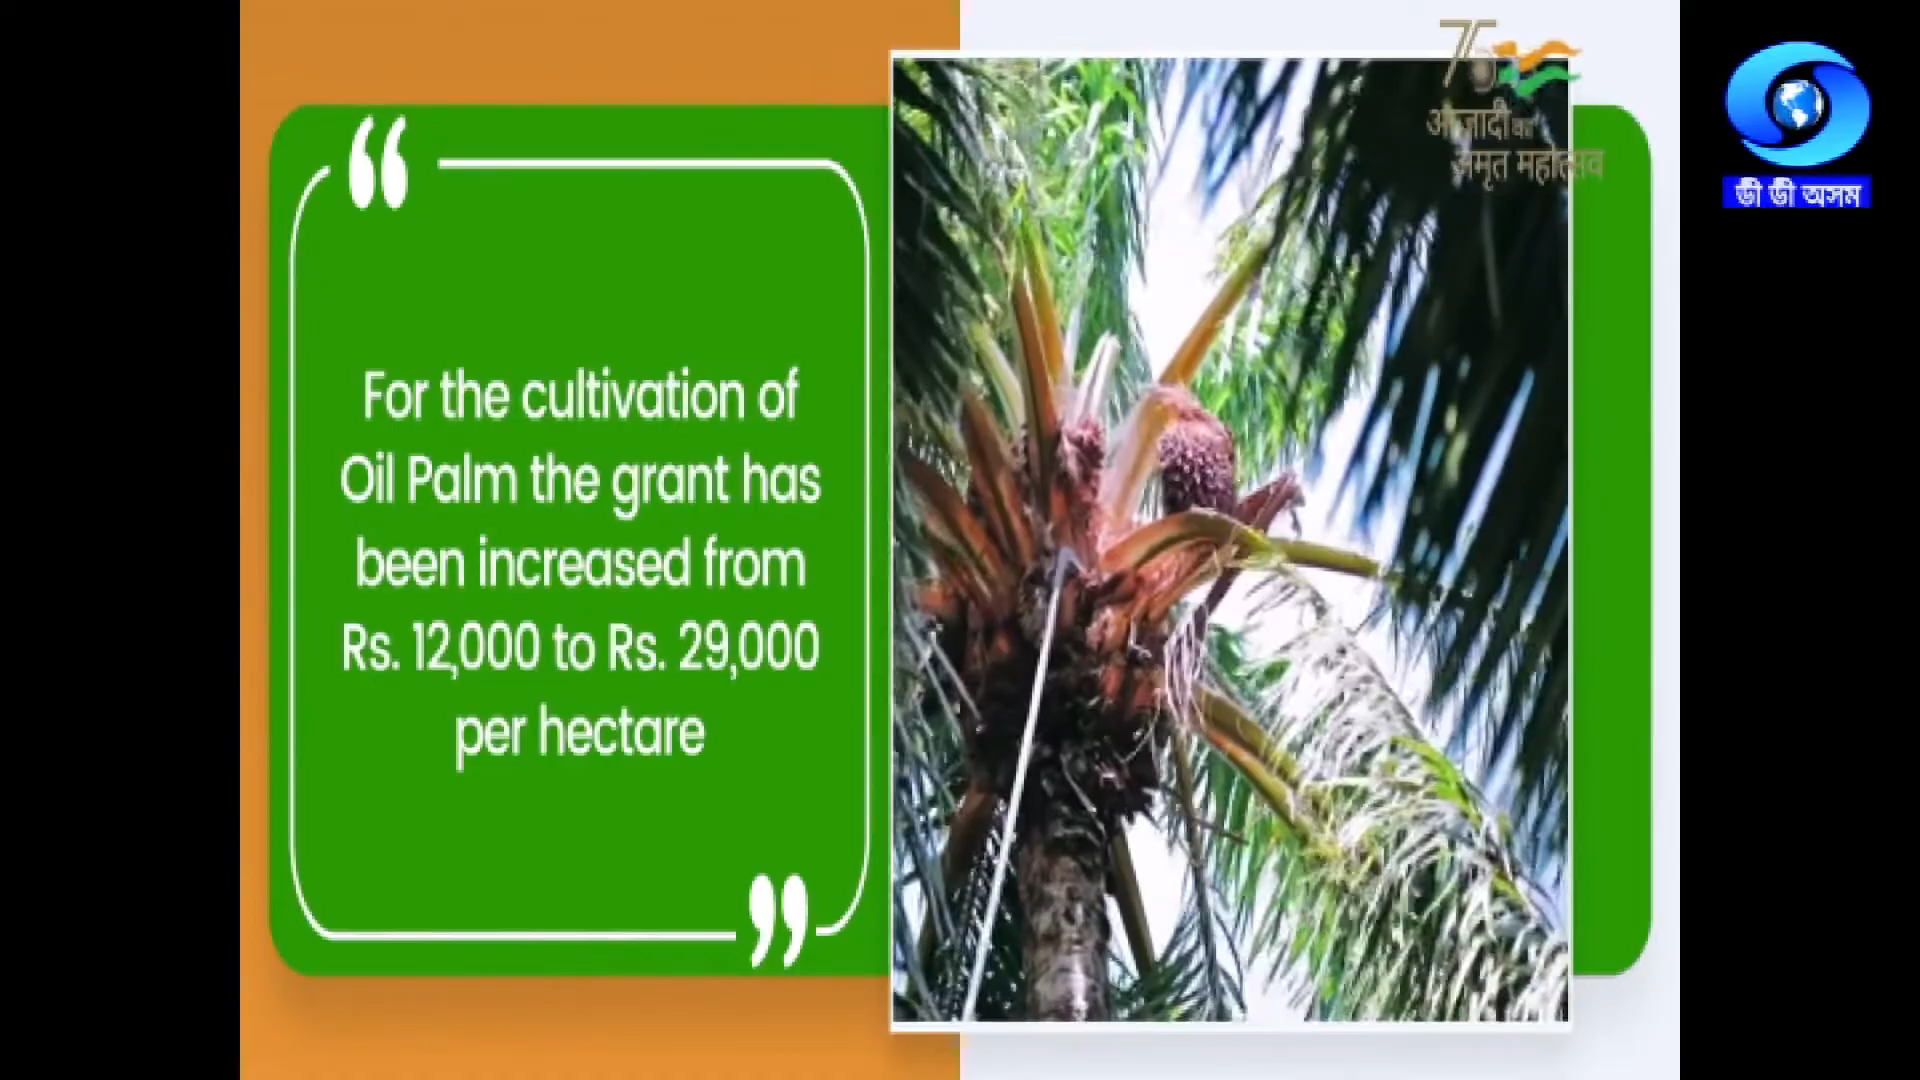 For the cultivation of
Oil Palm the grant has
been increased from
Rs. 12,000 to Rs. 29,000
per hectare
75
आज़ादी का
अमृत महोत्सव
ডী ডী অসম